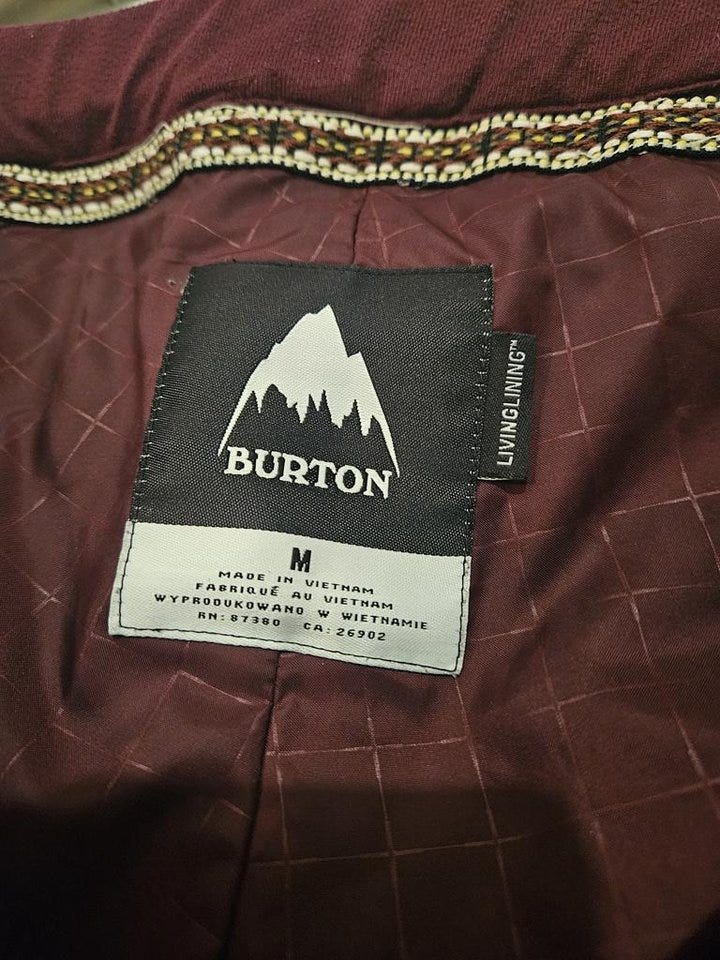 BURTON
LIVINGLINING™
M
MADE IN VIETNAM
FABRIQUÉ AU VIETNAM
WYPRODUKOWANO W WIETNAMIE
RN: 87380 CA: 26902